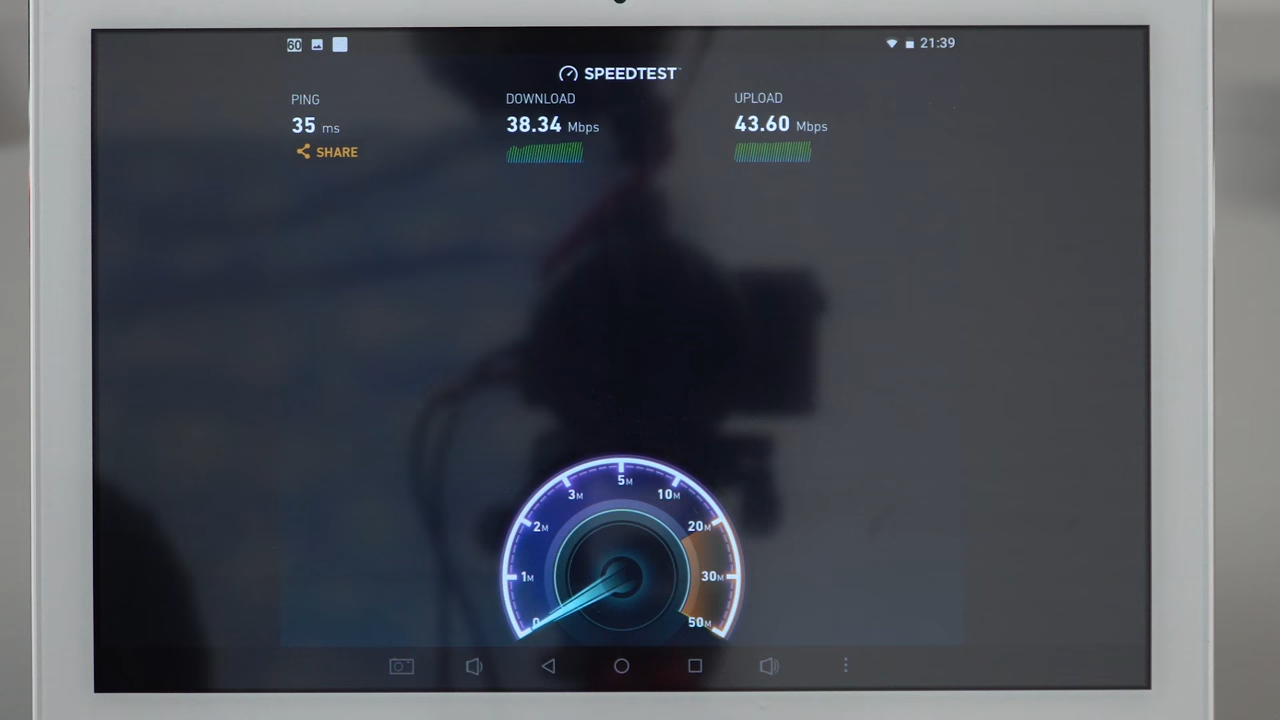 60 21:39
SPEEDTEST
PING DOWNLOAD UPLOAD
35 ms 38.34 Mbps 43.60 Mbps
SHARE
5M
3M 10M
2M 20M
1M 30M
0 50M